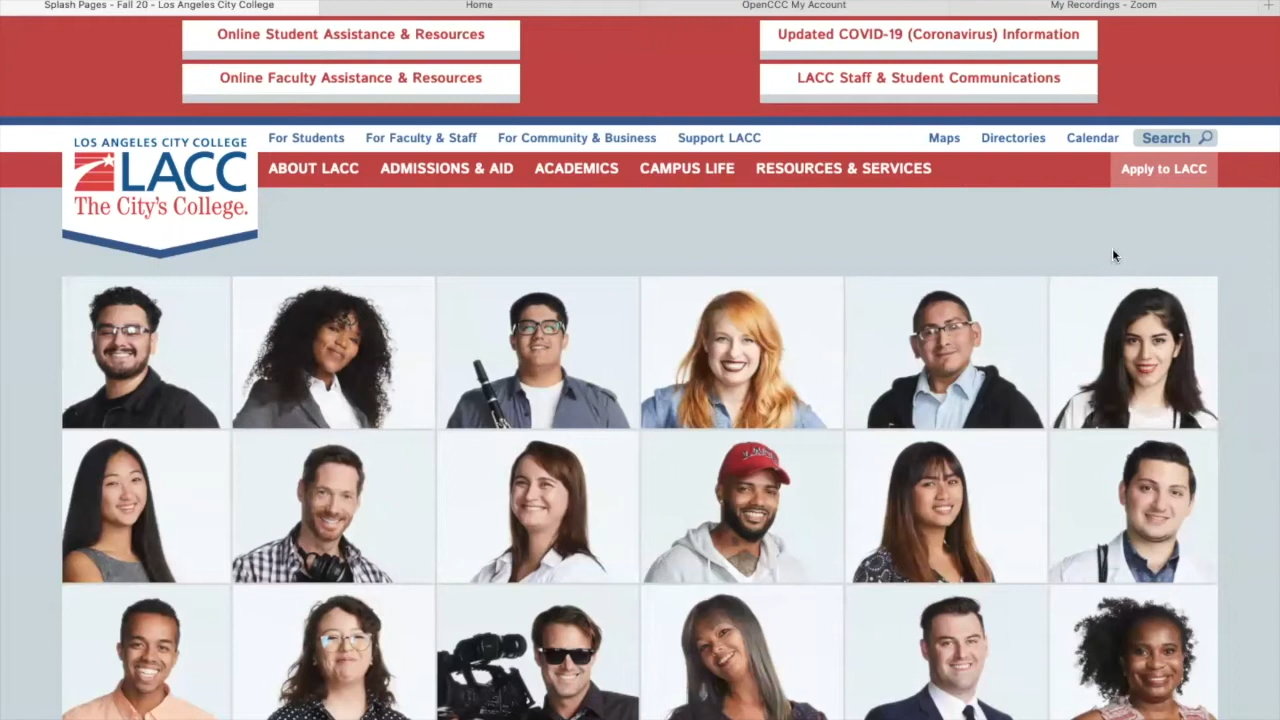 Splash Pages - Fall 20 - Los Angeles City College
Home
OpenCCC My Account
My Recordings - Zoom
Online Student Assistance & Resources
Updated COVID-19 (Coronavirus) Information
Online Faculty Assistance & Resources
LACC Staff & Student Communications
For Students
For Faculty & Staff
For Community & Business
Support LACC
Maps
Directories
Calendar
Search
LOS ANGELES CITY COLLEGE
LACC
The City's College.
ABOUT LACC
ADMISSIONS & AID
ACADEMICS
CAMPUS LIFE
RESOURCES & SERVICES
Apply to LACC